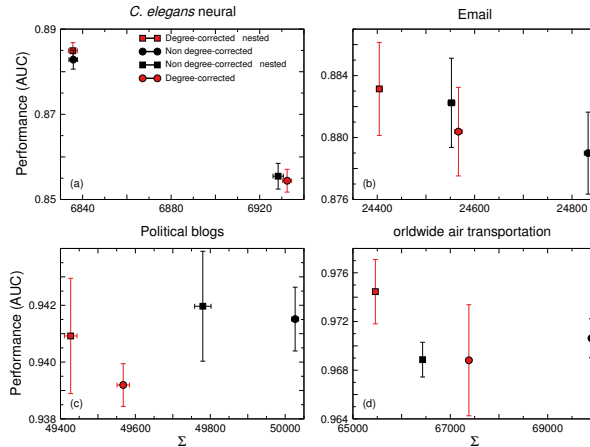 C. elegans neural
Email
Degree-corrected nested
Non degree-corrected
Non degree-corrected nested
Degree-corrected
Performance (AUC)
0.89
0.87
0.85
(a)
6840
6880
6920
0.884
0.880
0.876
(b)
24400
24600
24800
Political blogs
orldwide air transportation
Performance (AUC)
0.942
0.940
0.938
(c)
49400
49600
49800
50000
Σ
0.976
0.972
0.968
0.964
(d)
65000
67000
69000
Σ